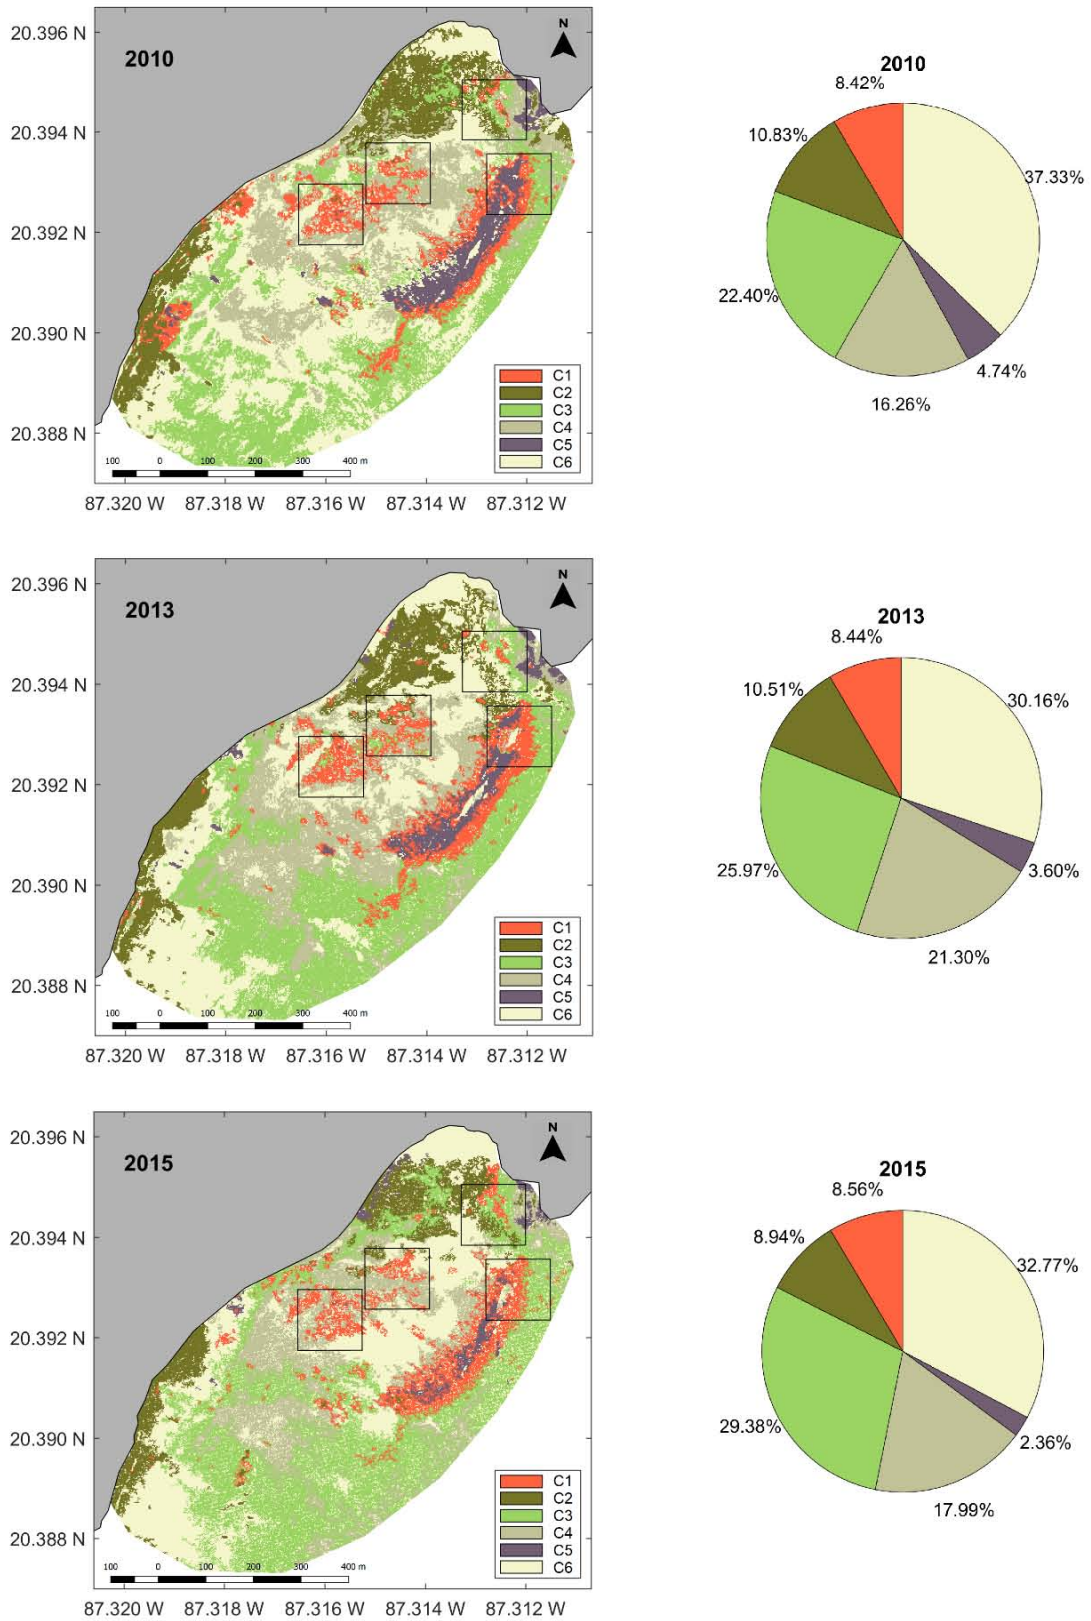 20.396 N
20.394 N
20.392 N
20.390 N
20.388 N
2010
N
C1
C2
C3
C4
C5
C6
100 0 100 200 300 400 m
87.320 W 87.318 W 87.316 W 87.314 W 87.312 W
2010
8.42%
10.83%
37.33%
22.40%
4.74%
16.26%
20.396 N
20.394 N
20.392 N
20.390 N
20.388 N
2013
N
C1
C2
C3
C4
C5
C6
100 0 100 200 300 400 m
87.320 W 87.318 W 87.316 W 87.314 W 87.312 W
2013
8.44%
10.51%
30.16%
25.97%
3.60%
21.30%
20.396 N
20.394 N
20.392 N
20.390 N
20.388 N
2015
N
C1
C2
C3
C4
C5
C6
100 0 100 200 300 400 m
87.320 W 87.318 W 87.316 W 87.314 W 87.312 W
2015
8.56%
8.94%
32.77%
29.38%
2.36%
17.99%